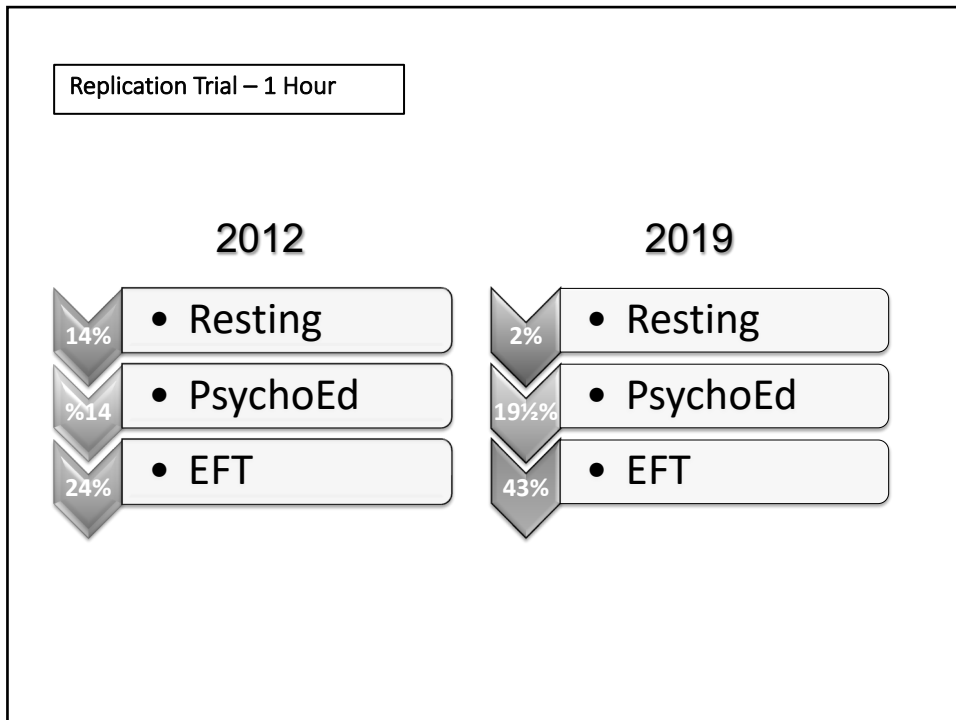 Replication Trial – 1 Hour
2012
14%
• Resting
%14
• PsychoEd
24%
• EFT
2019
2%
• Resting
19½%
• PsychoEd
43%
• EFT